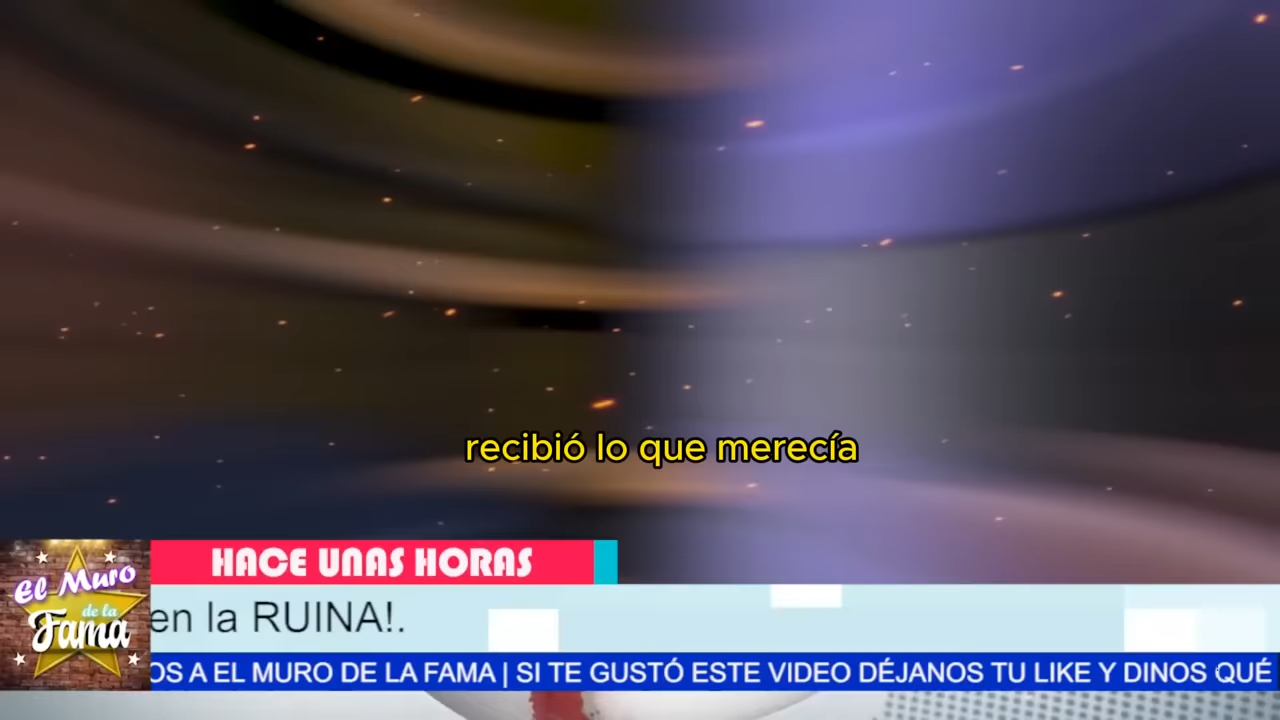 recibió lo que merecía
HACE UNAS HORAS
El Muro
de la
Fama
en la RUINA!.
OS A EL MURO DE LA FAMA | SI TE GUSTÓ ESTE VIDEO DÉJANOS TU LIKE Y DINOS QUÉ